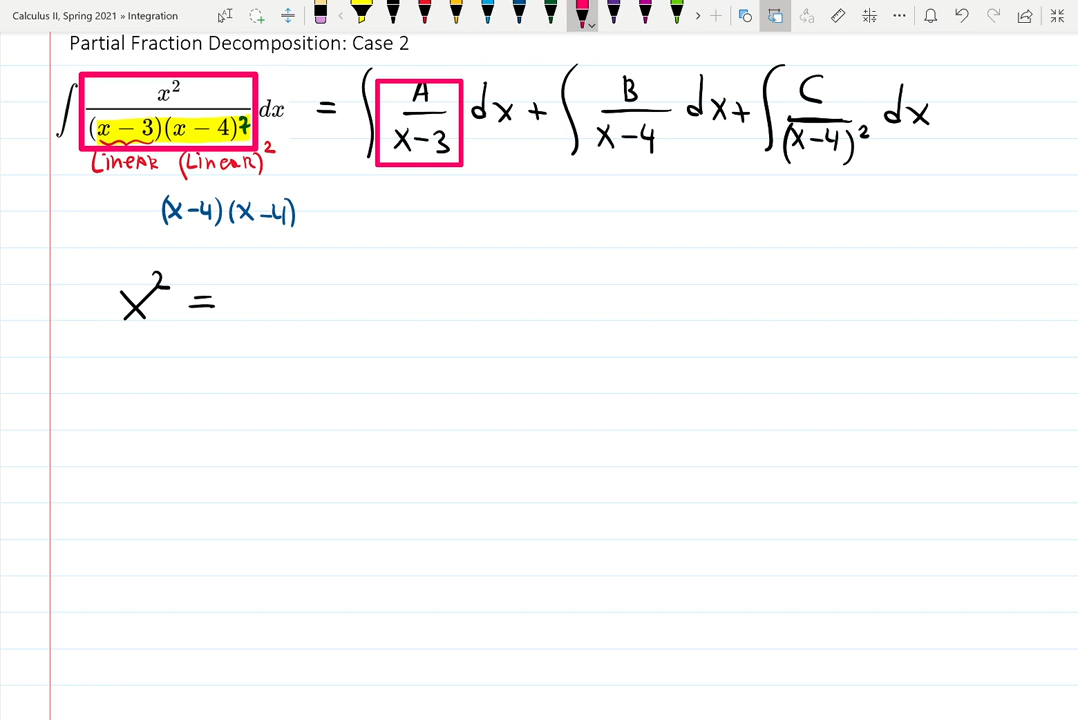 Calculus II, Spring 2021 » Integration
Partial Fraction Decomposition: Case 2
∫ x² / (x − 3)(x − 4)² dx = ∫ A / x−3 dx + ∫ B / x−4 dx + ∫ C / (x−4)² dx
Linear (Linear)²
(x−4)(x−4)
x² =